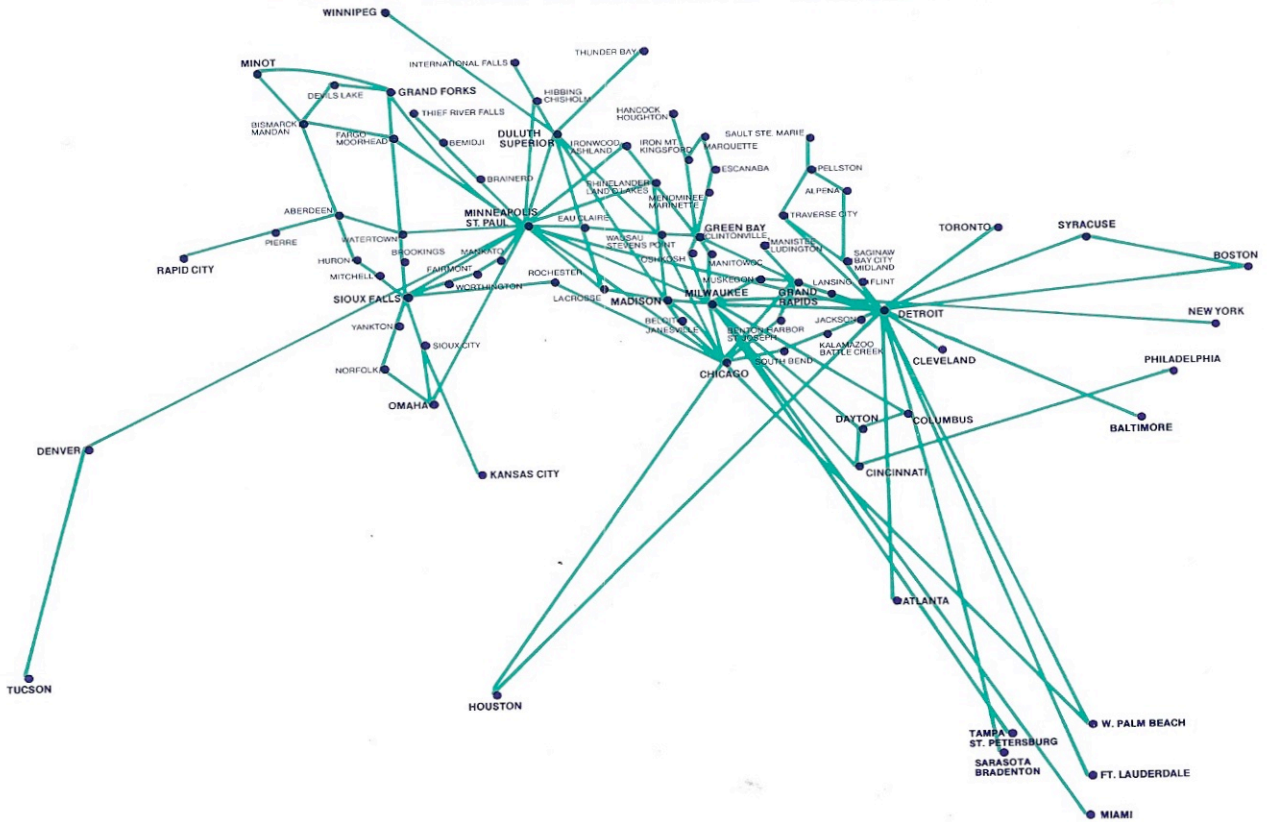 WINNIPEG
THUNDER BAY
MINOT
INTERNATIONAL FALLS
DEVILS LAKE
GRAND FORKS
HIBBING
CHISHOLM
THIEF RIVER FALLS
HANCOCK
HOUGHTON
BISMARCK
MANDAN
FARGO
MOORHEAD
BEMIDJI
DULUTH
SUPERIOR
IRONWOOD
ASHLAND
IRON MT.
KINGSFORD
MARQUETTE
SAULT STE. MARIE
ESCANABA
PELLSTON
BRAINERD
RHINELANDER
LAND O LAKES
MENOMINEE
MARINETTE
ALPENA
ABERDEEN
MINNEAPOLIS
ST. PAUL
EAU CLAIRE
TRAVERSE CITY
PIERRE
WATERTOWN
WAUSAU
STEVENS POINT
GREEN BAY
CLINTONVILLE
MANISTEE
LUDINGTON
TORONTO
SYRACUSE
RAPID CITY
HURON
BROOKINGS
MANKATO
OSHKOSH
MANITOWOC
SAGINAW
BAY CITY
MIDLAND
BOSTON
MITCHELL
FAIRMONT
ROCHESTER
MUSKEGON
LANSING
FLINT
WORTHINGTON
SIOUX FALLS
LACROSSE
MADISON
MILWAUKEE
GRAND
RAPIDS
DETROIT
NEW YORK
YANKTON
BELOIT
JANESVILLE
BENTON HARBOR
ST. JOSEPH
JACKSON
SIOUX CITY
KALAMAZOO
BATTLE CREEK
CLEVELAND
PHILADELPHIA
NORFOLK
CHICAGO
SOUTH BEND
OMAHA
DAYTON
COLUMBUS
BALTIMORE
DENVER
KANSAS CITY
CINCINNATI
ATLANTA
TUCSON
HOUSTON
W. PALM BEACH
TAMPA
ST. PETERSBURG
SARASOTA
BRADENTON
FT. LAUDERDALE
MIAMI